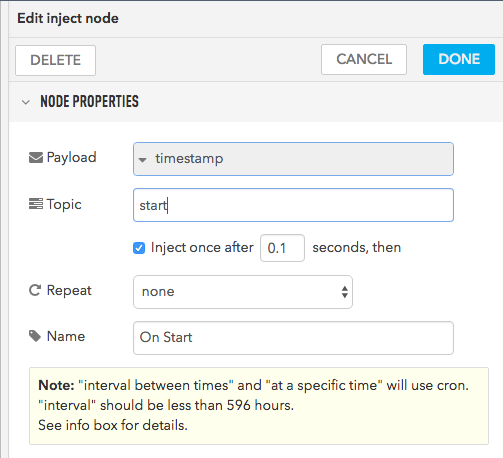 Edit inject node
DELETE CANCEL DONE
NODE PROPERTIES
Payload timestamp
Topic start
Inject once after 0.1 seconds, then
Repeat none
Name On Start
Note: "interval between times" and "at a specific time" will use cron.
"interval" should be less than 596 hours.
See info box for details.